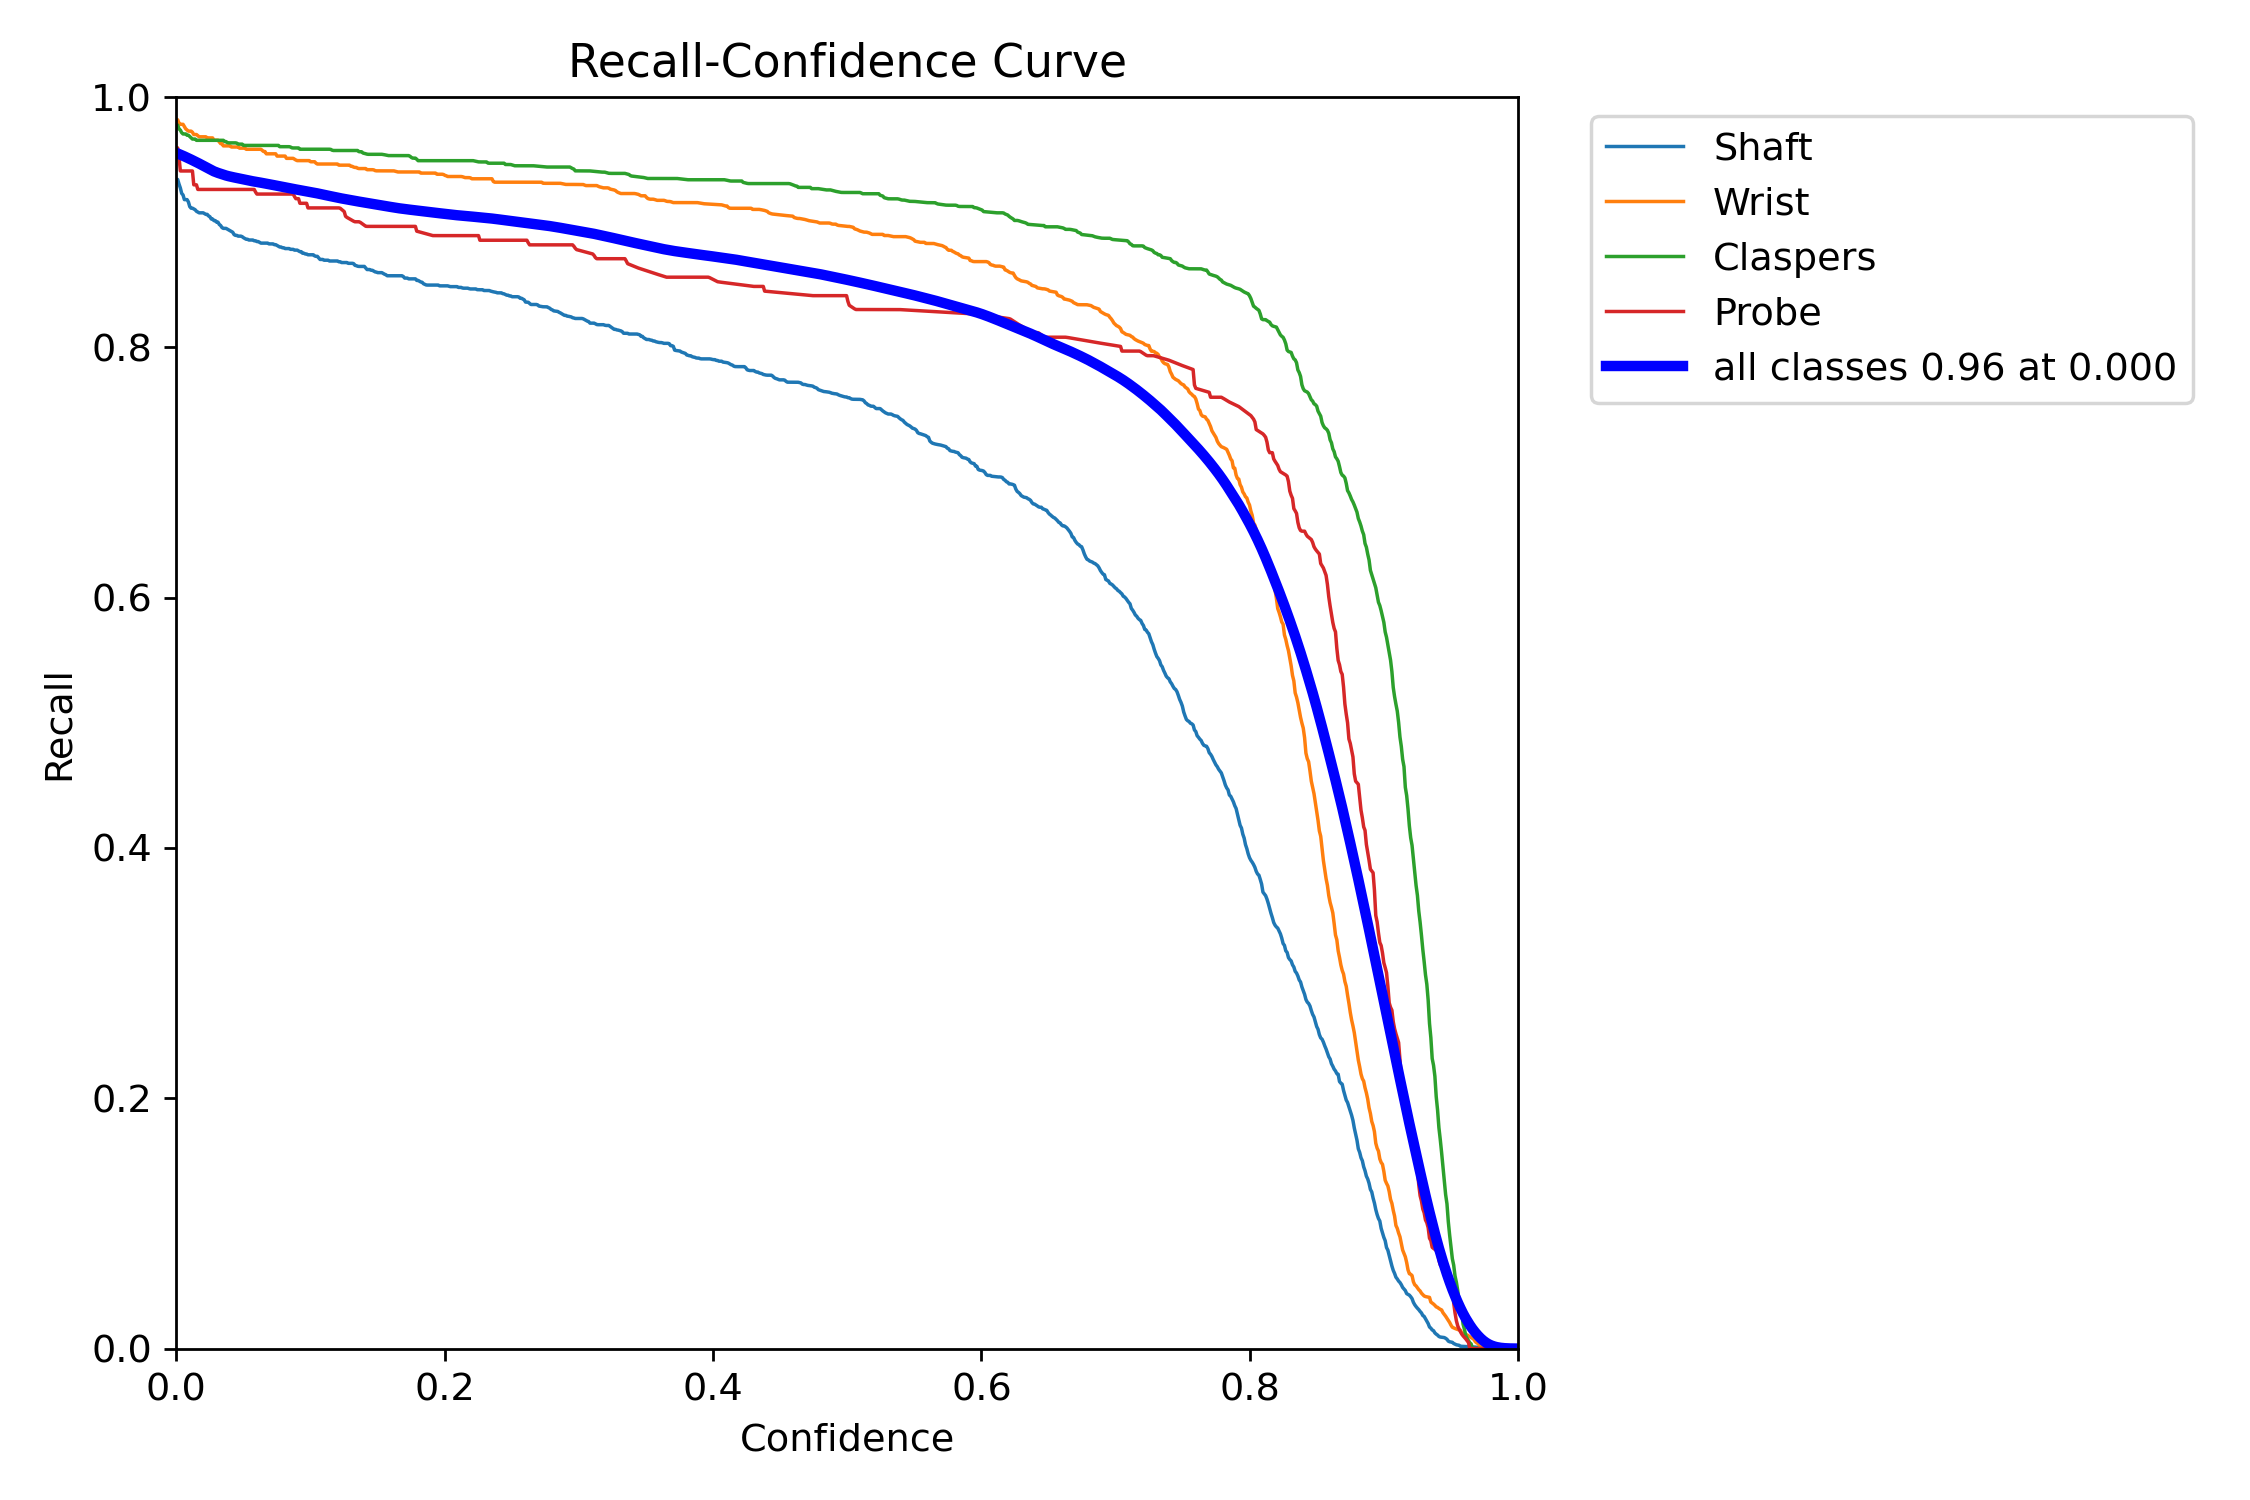 Recall-Confidence Curve
1.0
0.8
0.6
0.4
0.2
0.0
Recall
0.0 0.2 0.4 0.6 0.8 1.0
Confidence
Shaft
Wrist
Claspers
Probe
all classes 0.96 at 0.000